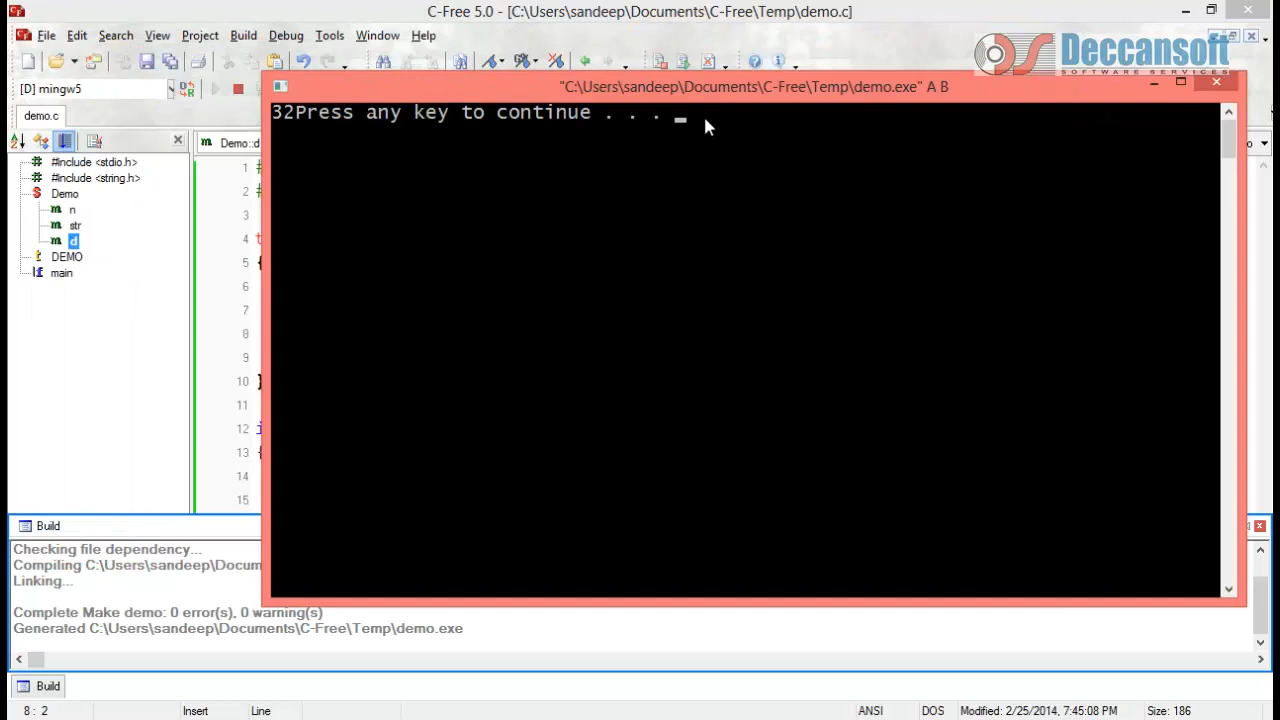 C-Free 5.0 - [C:\Users\sandeep\Documents\C-Free\Temp\demo.c]
File Edit Search View Project Build Debug Tools Window Help
Deccansoft
SOFTWARE SERVICES
[D] mingw5
"C:\Users\sandeep\Documents\C-Free\Temp\demo.exe" A B
demo.c
32Press any key to continue . . . _
Demo::d
#include <stdio.h>
#include <string.h>
Demo
n
str
d
DEMO
main
1 #
2 #
3
4 t
5 {
6
7
8
9
10 }
11
12 i
13 {
14
15
Build
Checking file dependency...
Compiling C:\Users\sandeep\Docum
Linking...
Complete Make demo: 0 error(s), 0 warning(s)
Generated C:\Users\sandeep\Documents\C-Free\Temp\demo.exe
Build
8 : 2 Insert Line ANSI DOS Modified: 2/25/2014, 7:45:08 PM Size: 186